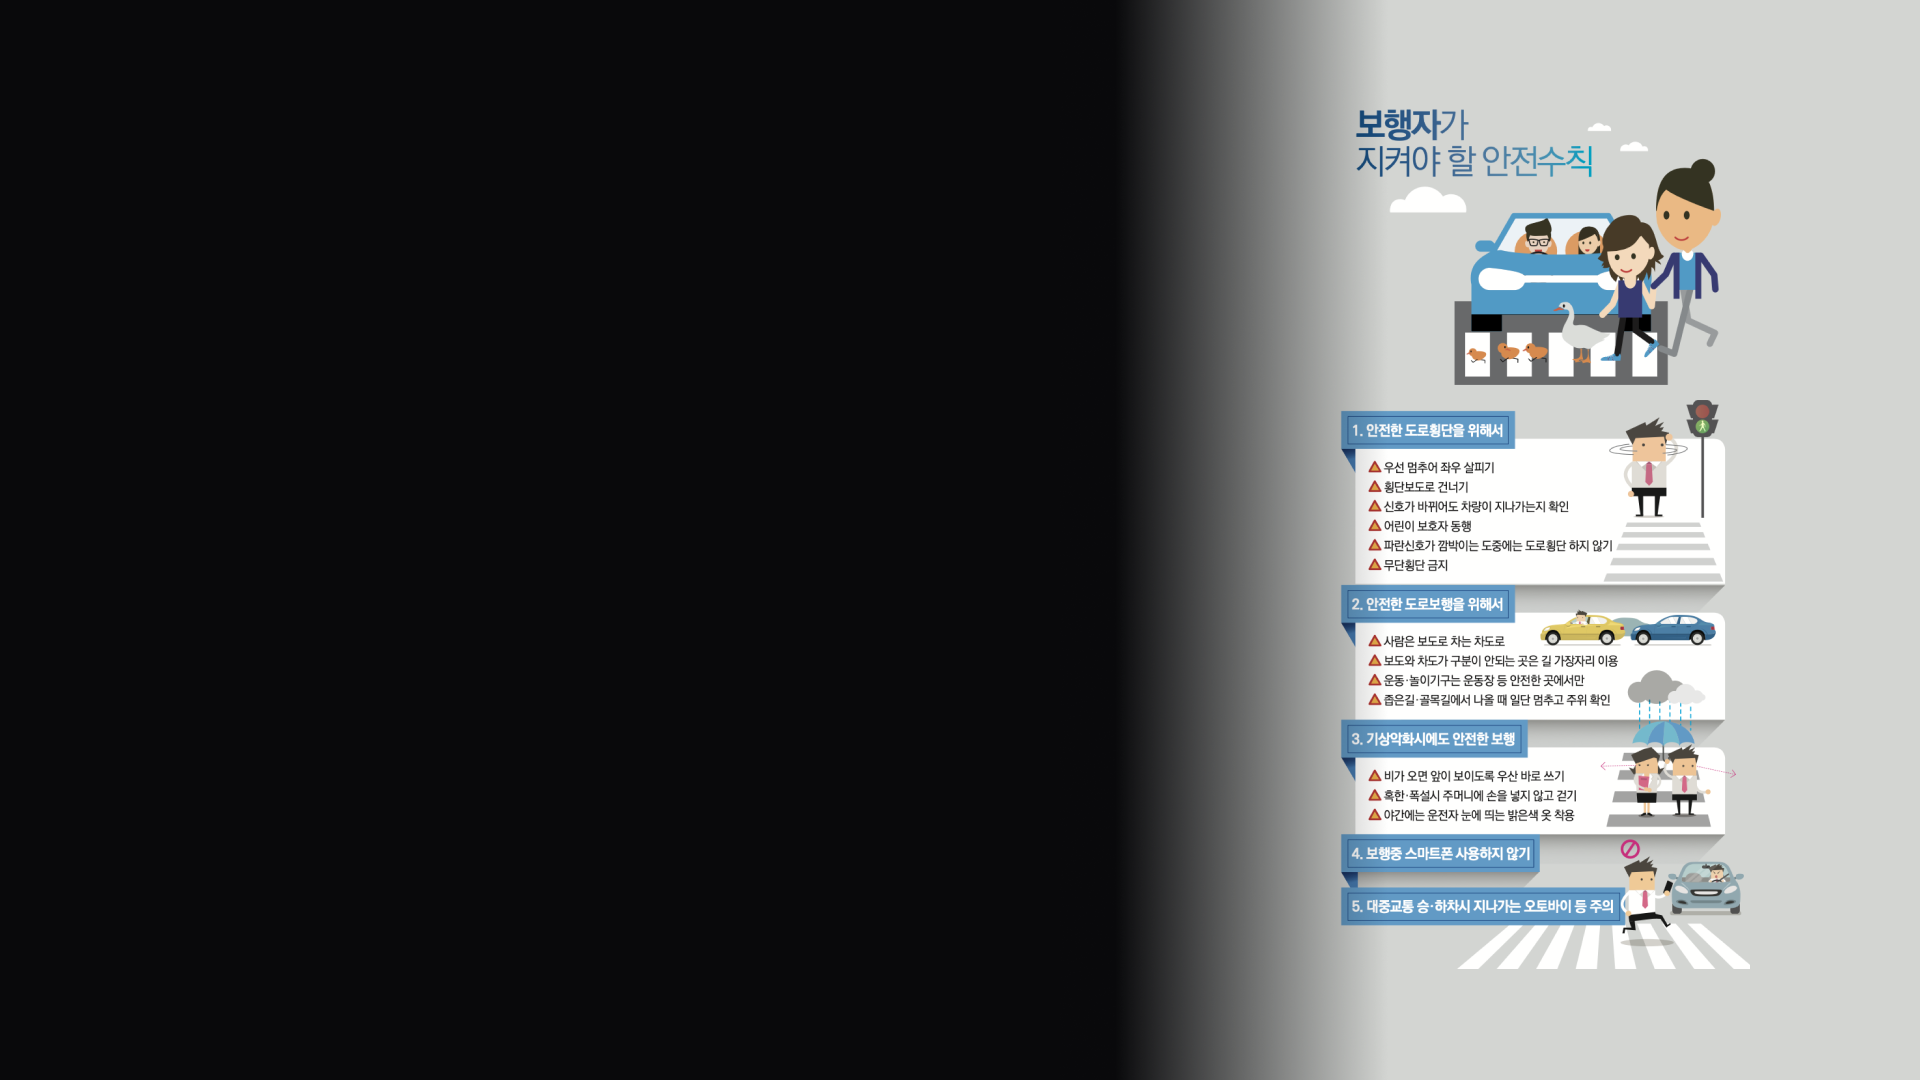 보행자가
지켜야 할 안전수칙
1. 안전한 도로횡단을 위해서
우선 멈추어 좌우 살피기
횡단보도로 건너기
신호가 바뀌어도 차량이 지나가는지 확인
어린이 보호자 동행
파란신호가 깜박이는 도중에는 도로횡단 하지 않기
무단횡단 금지
2. 안전한 도로보행을 위해서
사람은 보도로 차는 차도로
보도와 차도가 구분이 안되는 곳은 길 가장자리 이용
운동·놀이기구는 운동장 등 안전한 곳에서만
좁은길·골목길에서 나올 때 일단 멈추고 주위 확인
3. 기상악화시에도 안전한 보행
비가 오면 앞이 보이도록 우산 바로 쓰기
혹한·폭설시 주머니에 손을 넣지 않고 걷기
야간에는 운전자 눈에 띄는 밝은색 옷 착용
4. 보행중 스마트폰 사용하지 않기
5. 대중교통 승·하차시 지나가는 오토바이 등 주의